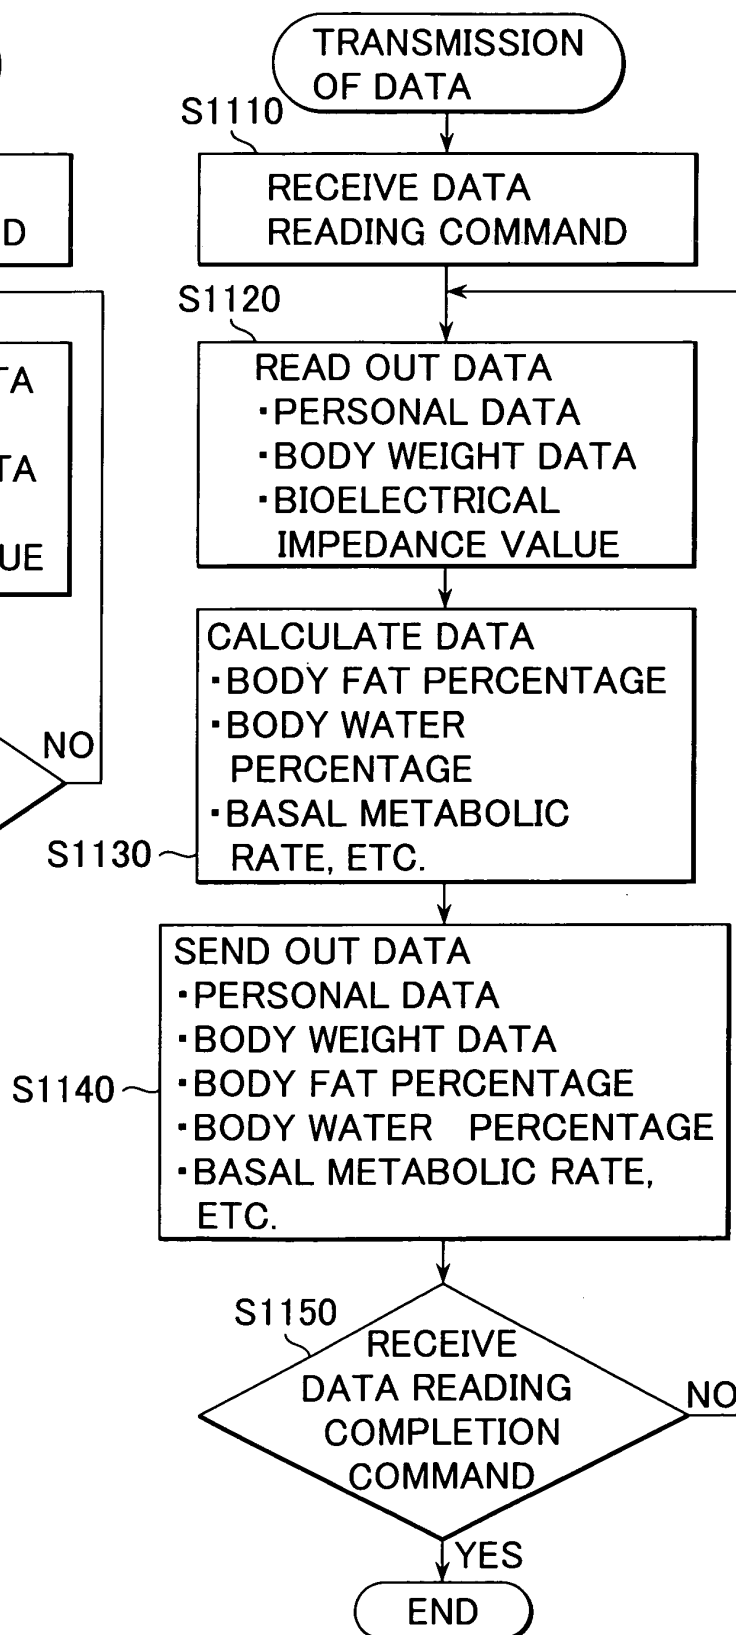 TRANSMISSION
OF DATA
S1110
RECEIVE DATA
READING COMMAND
D
S1120
READ OUT DATA
・PERSONAL DATA
・BODY WEIGHT DATA
・BIOELECTRICAL
IMPEDANCE VALUE
TA
TA
UE
CALCULATE DATA
・BODY FAT PERCENTAGE
・BODY WATER
PERCENTAGE
・BASAL METABOLIC
RATE, ETC.
S1130
NO
SEND OUT DATA
・PERSONAL DATA
・BODY WEIGHT DATA
・BODY FAT PERCENTAGE
・BODY WATER PERCENTAGE
・BASAL METABOLIC RATE,
ETC.
S1140
S1150
RECEIVE
DATA READING
COMPLETION
COMMAND
NO
YES
END